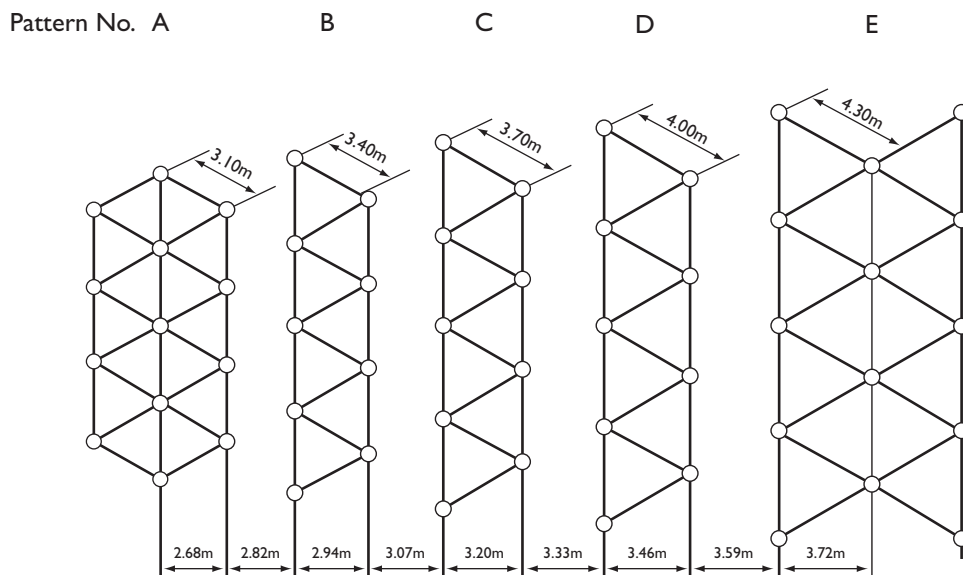 Pattern No. A B C D E
3.10m
3.40m
3.70m
4.00m
4.30m
2.68m 2.82m 2.94m 3.07m 3.20m 3.33m 3.46m 3.59m 3.72m